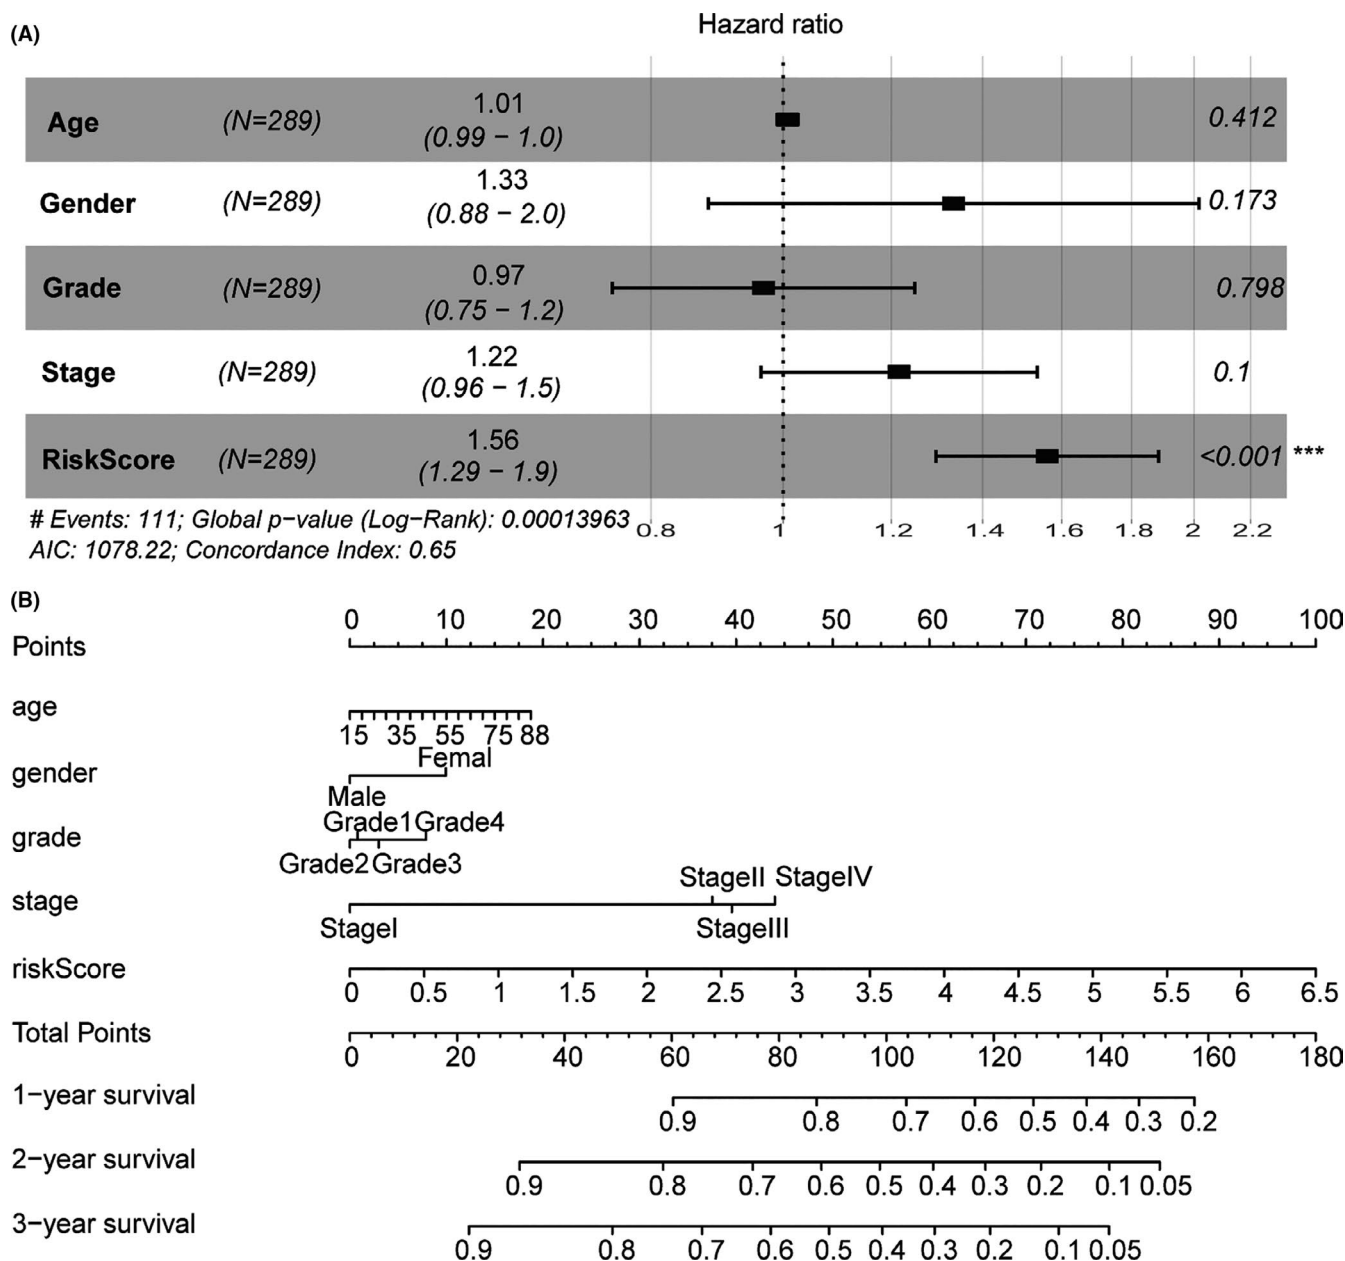 (A)
Hazard ratio
Age (N=289) 1.01 (0.99 − 1.0) 0.412
Gender (N=289) 1.33 (0.88 − 2.0) 0.173
Grade (N=289) 0.97 (0.75 − 1.2) 0.798
Stage (N=289) 1.22 (0.96 − 1.5) 0.1
RiskScore (N=289) 1.56 (1.29 − 1.9) <0.001 ***
# Events: 111; Global p−value (Log−Rank): 0.00013963
AIC: 1078.22; Concordance Index: 0.65
0.8 1 1.2 1.4 1.6 1.8 2 2.2
(B)
0 10 20 30 40 50 60 70 80 90 100
Points
age
15 35 55 75 88
Femal
gender
Male
Grade1 Grade4
grade
Grade2 Grade3
StageII StageIV
stage
StageI StageIII
riskScore
0 0.5 1 1.5 2 2.5 3 3.5 4 4.5 5 5.5 6 6.5
Total Points
0 20 40 60 80 100 120 140 160 180
1−year survival
0.9 0.8 0.7 0.6 0.5 0.4 0.3 0.2
2−year survival
0.9 0.8 0.7 0.6 0.5 0.4 0.3 0.2 0.1 0.05
3−year survival
0.9 0.8 0.7 0.6 0.5 0.4 0.3 0.2 0.1 0.05